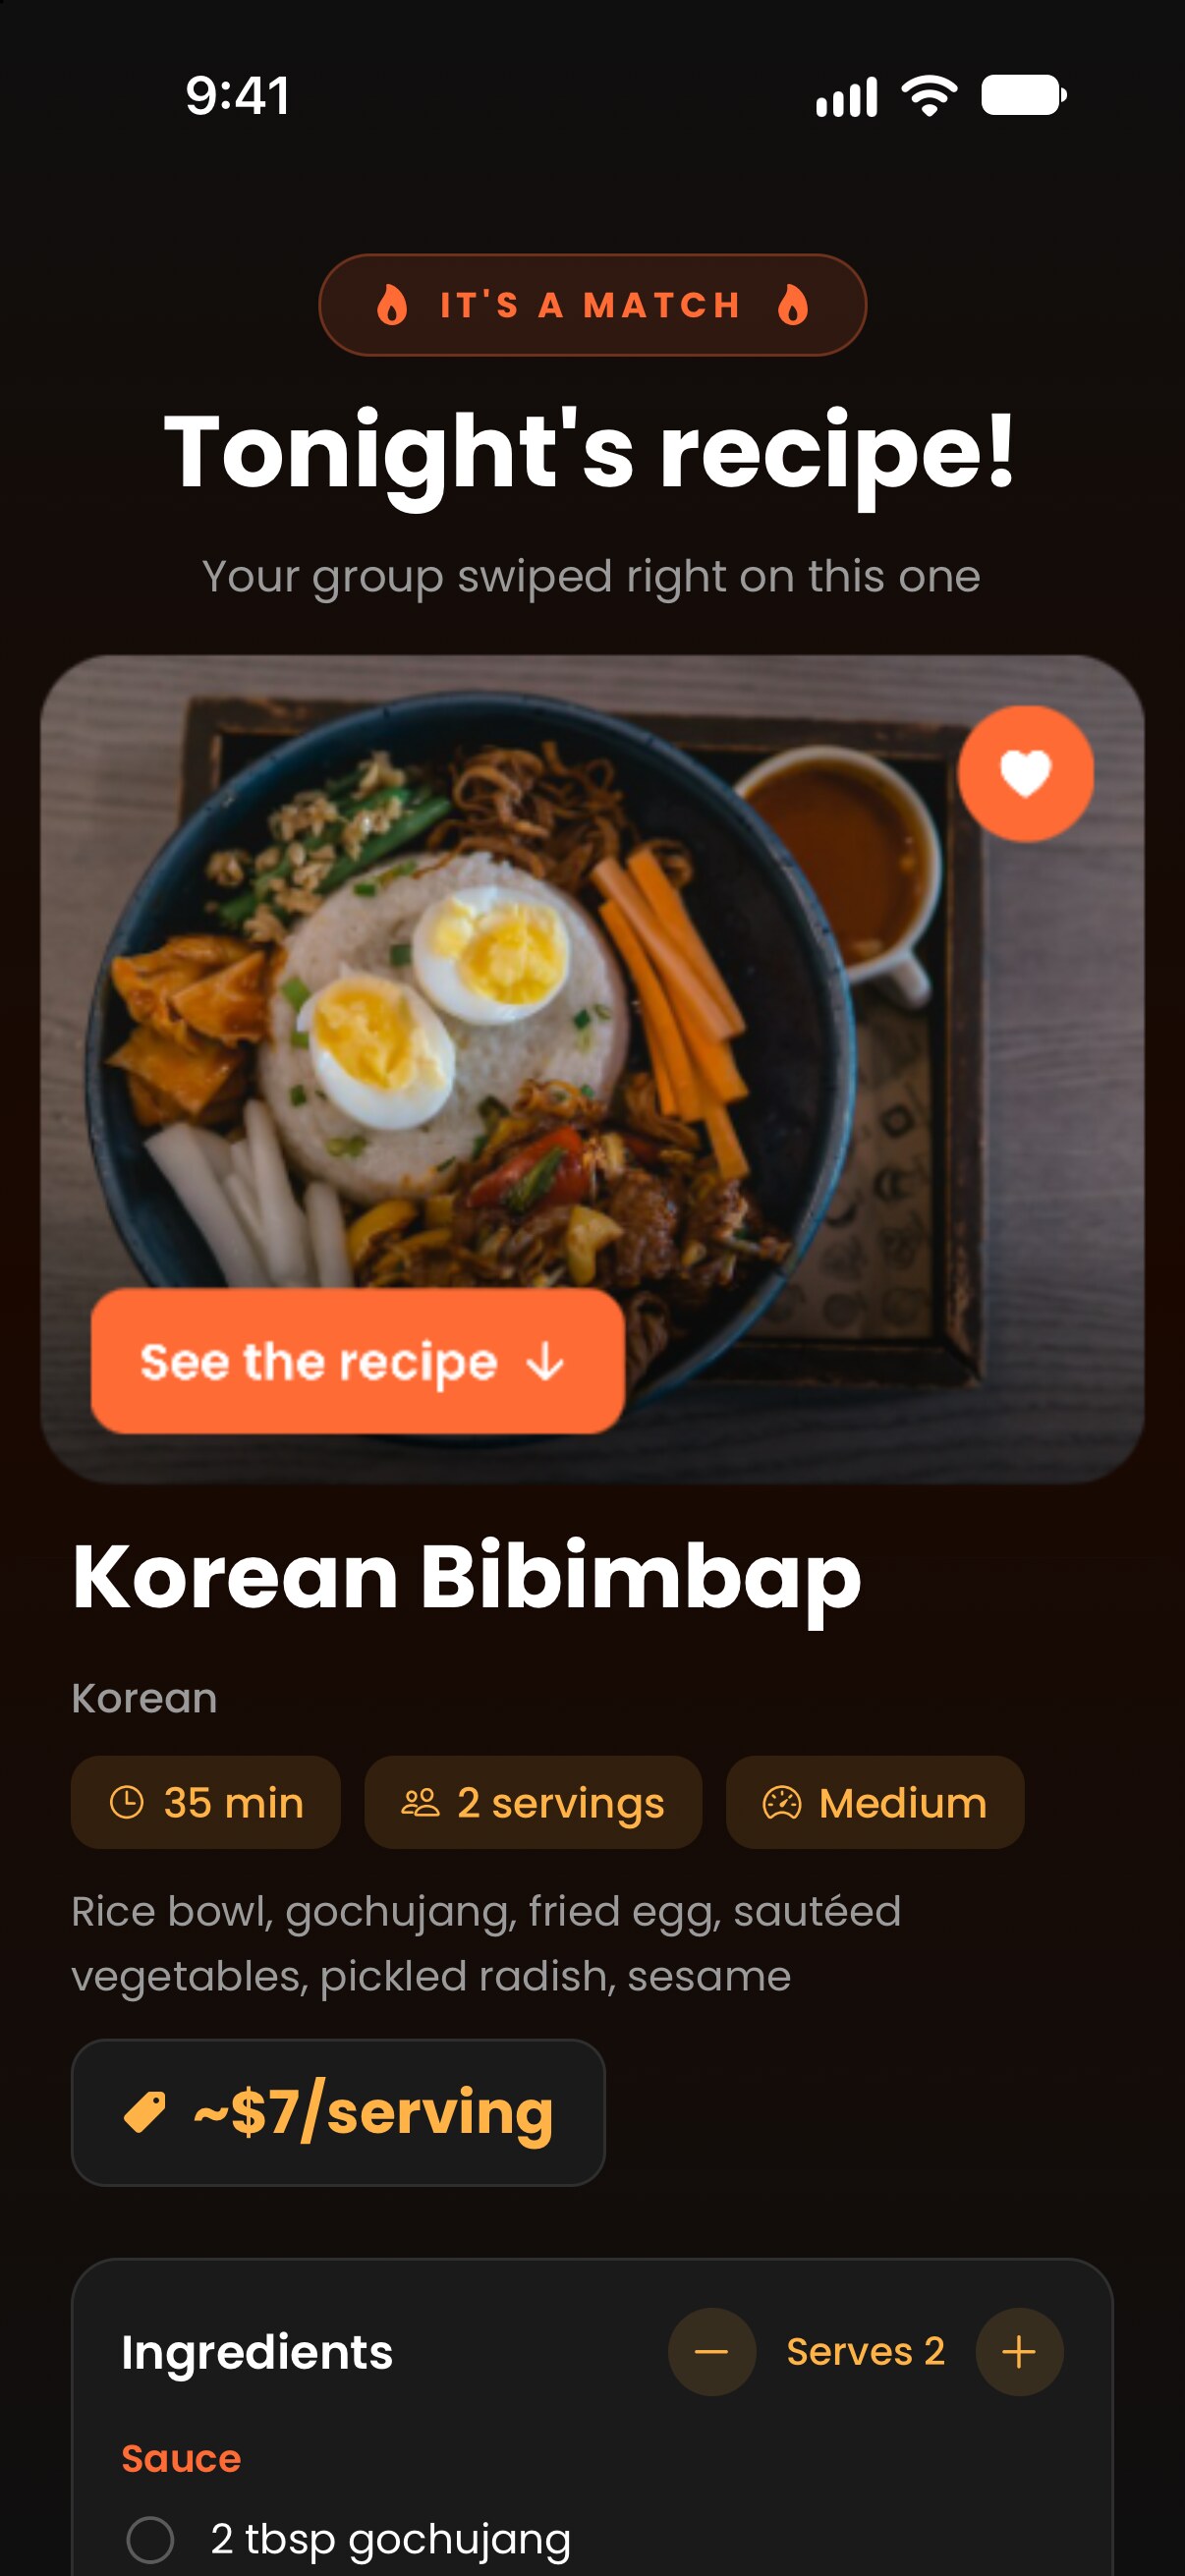 9:41
IT'S A MATCH
Tonight's recipe!
Your group swiped right on this one
See the recipe ↓
Korean Bibimbap
Korean
35 min
2 servings
Medium
Rice bowl, gochujang, fried egg, sautéed
vegetables, pickled radish, sesame
~$7/serving
Ingredients
Serves 2
Sauce
2 tbsp gochujang